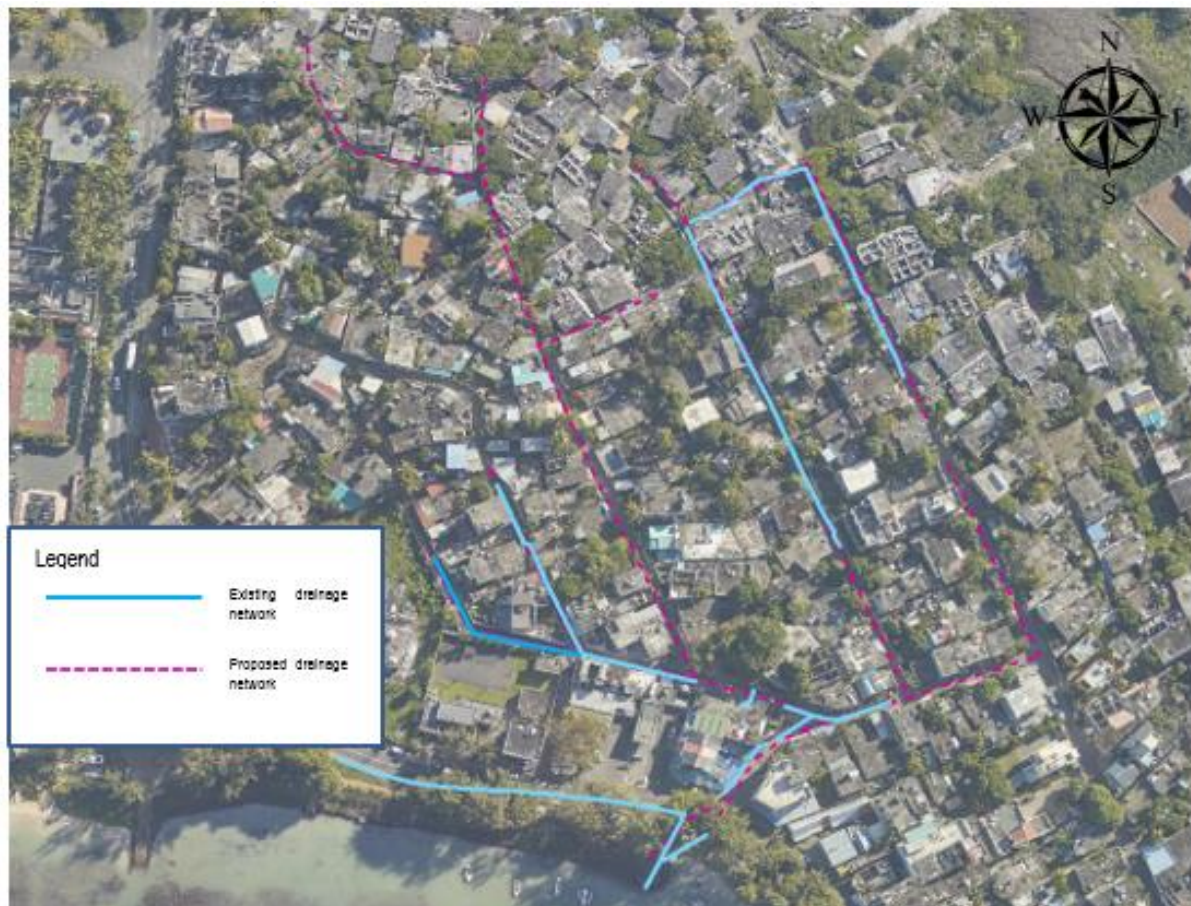 N
W E
S
Legend
Existing drainage
network
Proposed drainage
network